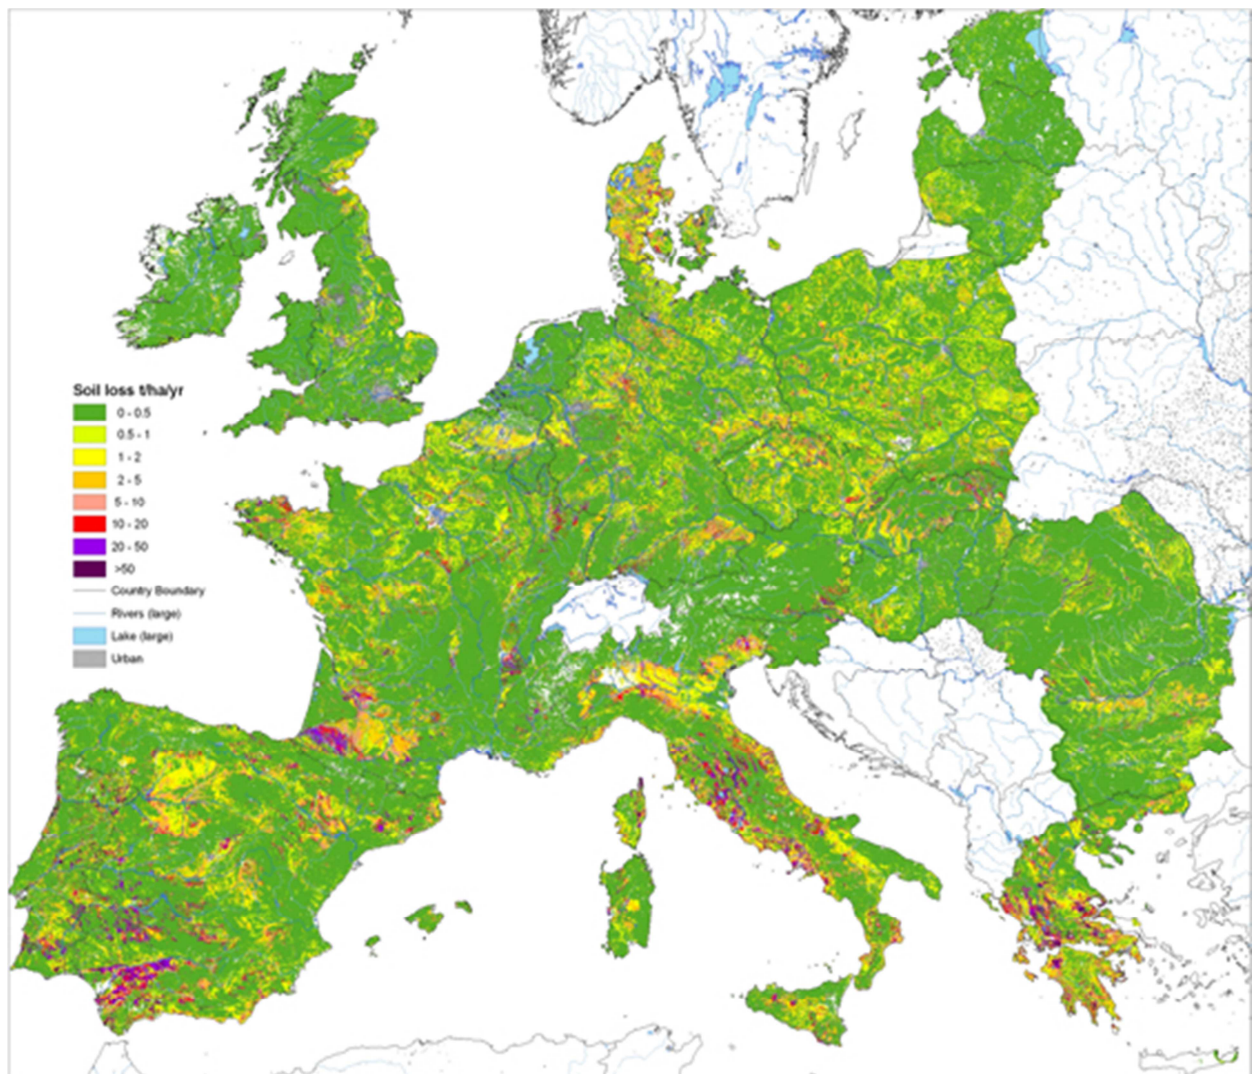 Soil loss t/ha/yr
0 - 0.5
0.5 - 1
1 - 2
2 - 5
5 - 10
10 - 20
20 - 50
>50
Country Boundary
Rivers (large)
Lake (large)
Urban